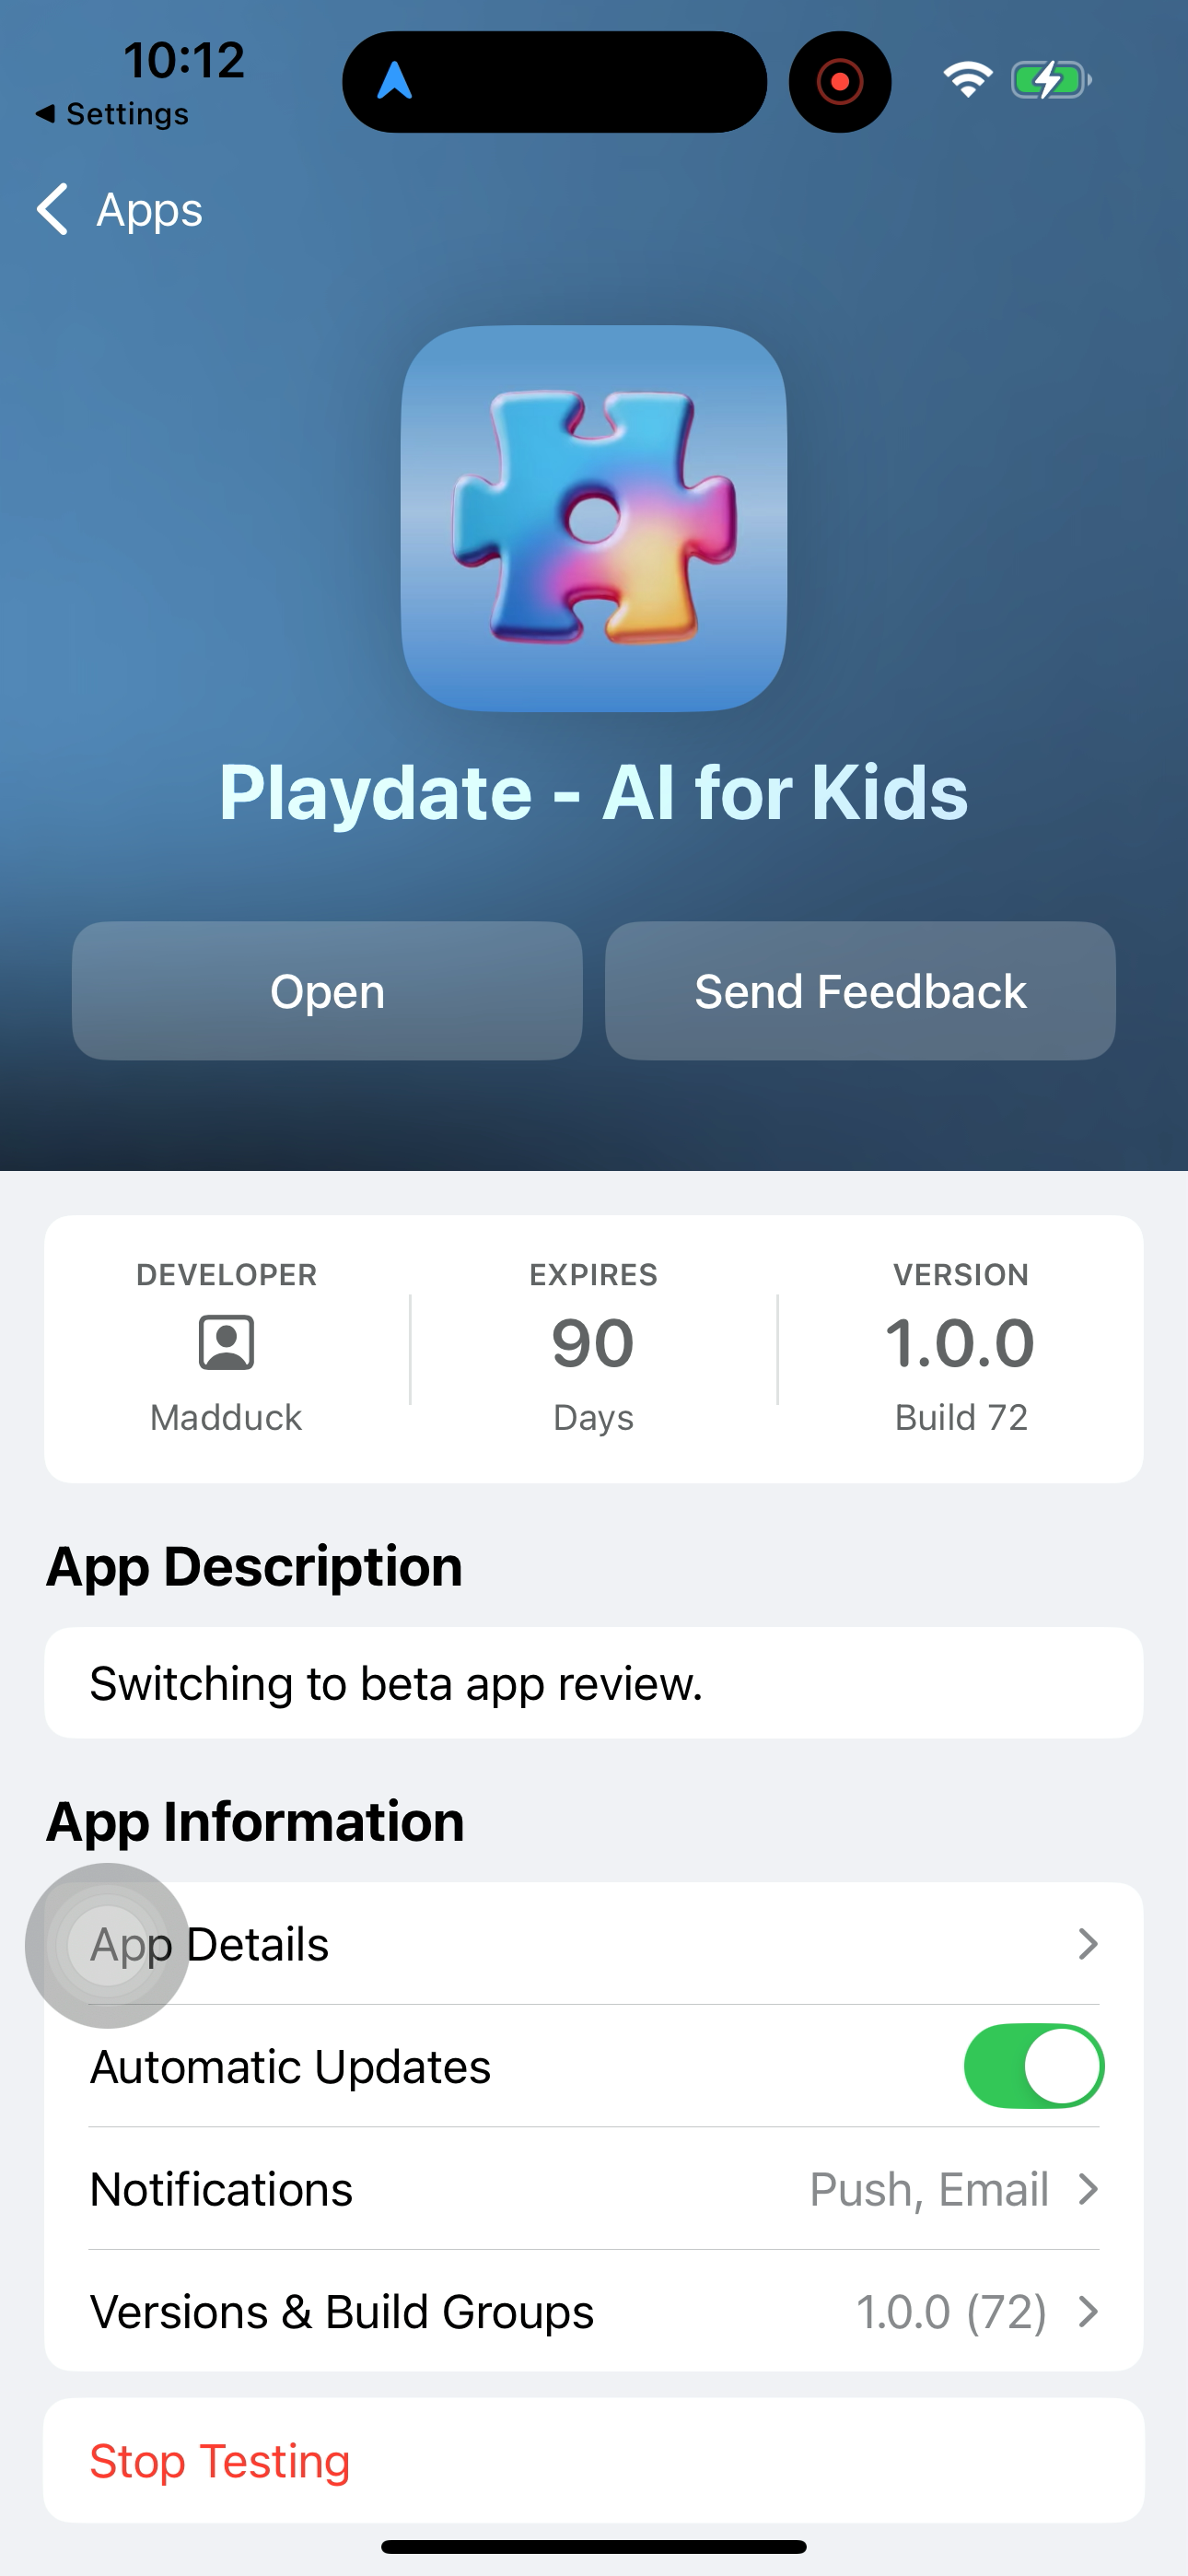 10:12
Settings
Apps
Playdate - AI for Kids
Open
Send Feedback
DEVELOPER
EXPIRES
VERSION
90
1.0.0
Madduck
Days
Build 72
App Description
Switching to beta app review.
App Information
App Details
Automatic Updates
Notifications
Push, Email
Versions & Build Groups
1.0.0 (72)
Stop Testing